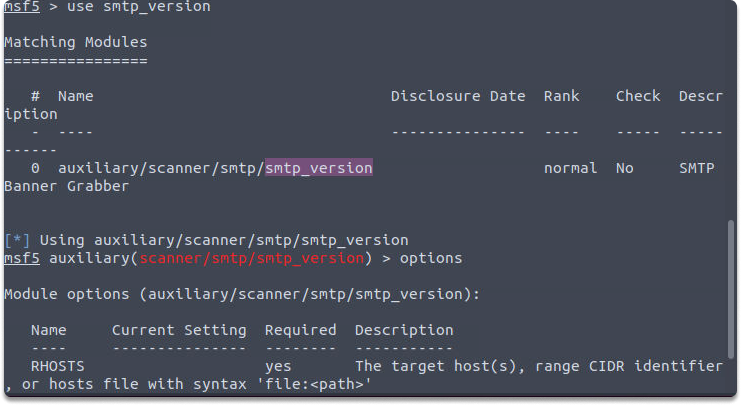 msf5 > use smtp_version
Matching Modules
================
# Name Disclosure Date Rank Check Descr
iption
- ---- --------------- ---- ----- -----
------
0 auxiliary/scanner/smtp/smtp_version normal No SMTP
Banner Grabber
[*] Using auxiliary/scanner/smtp/smtp_version
msf5 auxiliary(scanner/smtp/smtp_version) > options
Module options (auxiliary/scanner/smtp/smtp_version):
Name Current Setting Required Description
---- --------------- -------- -----------
RHOSTS yes The target host(s), range CIDR identifier
, or hosts file with syntax 'file:<path>'